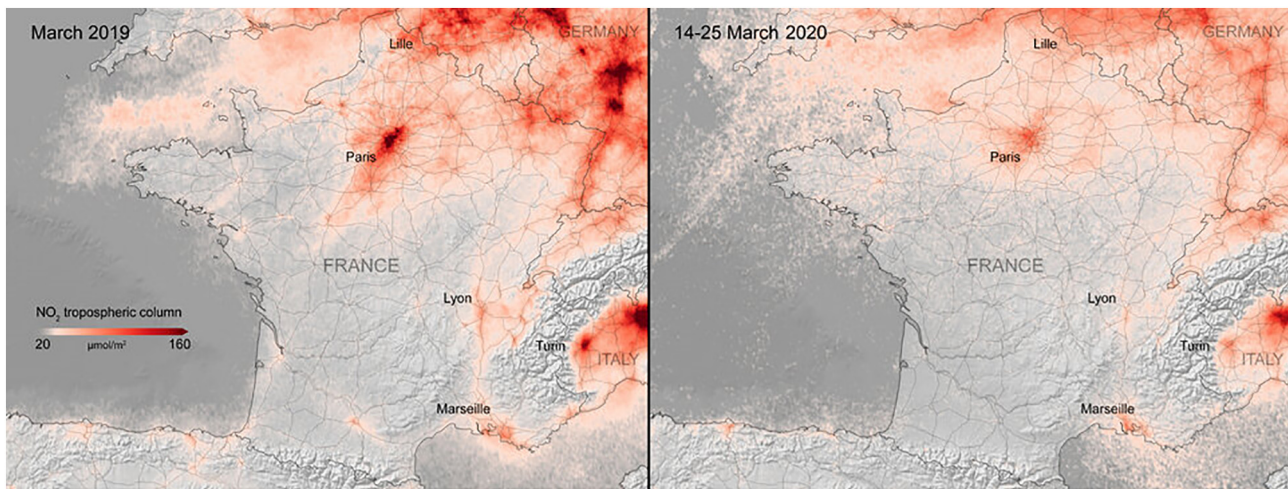 March 2019
Lille
GERMANY
Paris
FRANCE
Lyon
NO₂ tropospheric column
20 μmol/m² 160
Turin
ITALY
Marseille
14-25 March 2020
Lille
GERMANY
Paris
FRANCE
Lyon
Turin
ITALY
Marseille